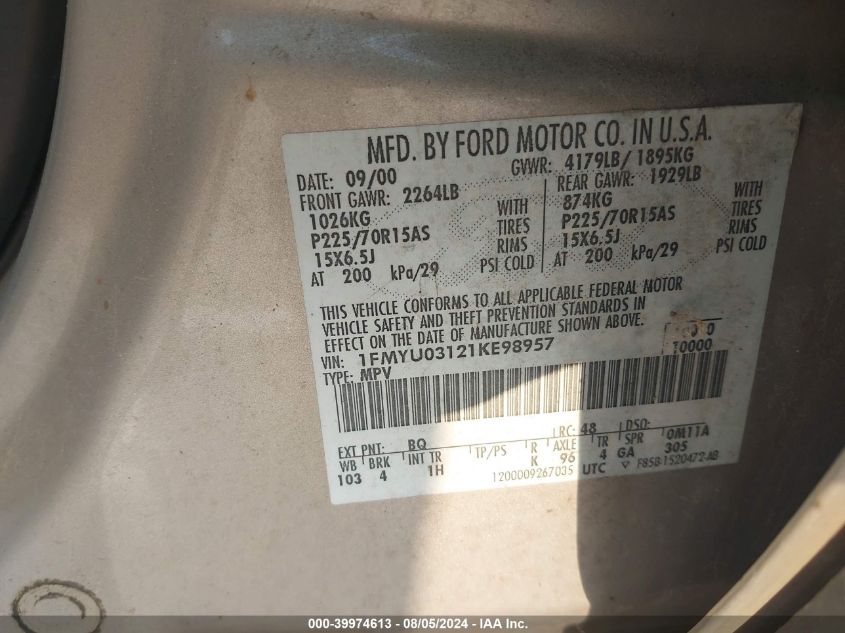 MFD. BY FORD MOTOR CO. IN U.S.A.
DATE: 09/00 GVWR: 4179LB/ 1895KG
FRONT GAWR: 2264LB REAR GAWR: 1929LB
1026KG WITH 874KG WITH
P225/70R15AS TIRES P225/70R15AS TIRES
15X6.5J RIMS 15X6.5J RIMS
AT 200 kPa/29 PSI COLD AT 200 kPa/29 PSI COLD
THIS VEHICLE CONFORMS TO ALL APPLICABLE FEDERAL MOTOR
VEHICLE SAFETY AND THEFT PREVENTION STANDARDS IN
EFFECT ON THE DATE OF MANUFACTURE SHOWN ABOVE.
VIN: 1FMYU03121KE98957
TYPE: MPV 70000
EXT PNT: BQ LRC: 48 DSO:
WB BRK INT TR TP/PS R AXLE TR SPR 0M11A
103 4 1H K 96 4 GA 305
1200009267035 UTC F85B-1520472-AB
000-39974613 - 08/05/2024 - IAA Inc.